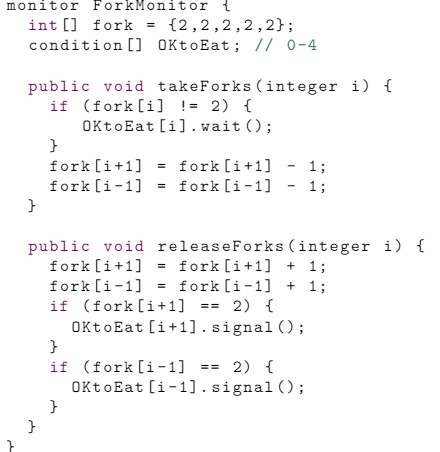 monitor ForkMonitor {
  int[] fork = {2,2,2,2,2};
  condition[] OKtoEat; // 0-4

  public void takeForks(integer i) {
    if (fork[i] != 2) {
       OKtoEat[i].wait();
    }
    fork[i+1] = fork[i+1] - 1;
    fork[i-1] = fork[i-1] - 1;
  }

  public void releaseForks(integer i) {
    fork[i+1] = fork[i+1] + 1;
    fork[i-1] = fork[i-1] + 1;
    if (fork[i+1] == 2) {
      OKtoEat[i+1].signal();
    }
    if (fork[i-1] == 2) {
      OKtoEat[i-1].signal();
    }
  }
}